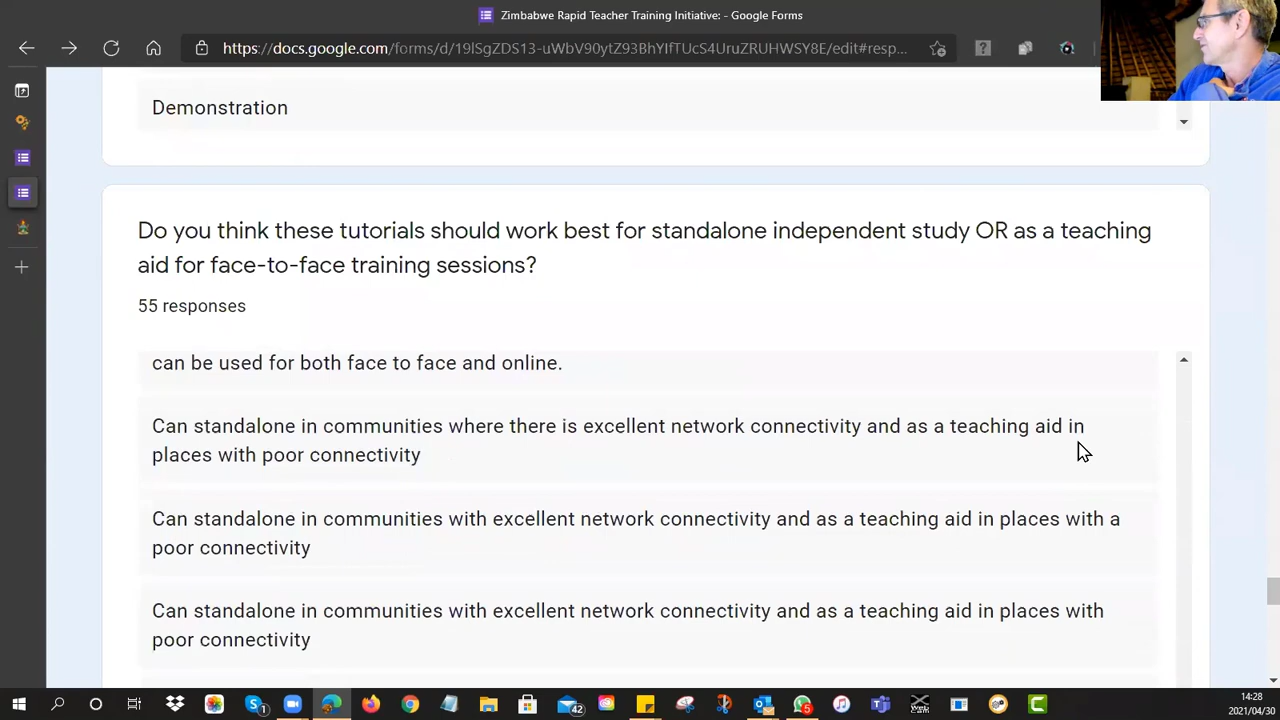 Zimbabwe Rapid Teacher Training Initiative: - Google Forms
https://docs.google.com/forms/d/19lSgZDS13-uWbV90ytZ93BhYIfTUcS4UruZRUHWSY8E/edit#resp...
Demonstration
Do you think these tutorials should work best for standalone independent study OR as a teaching
aid for face-to-face training sessions?
55 responses
can be used for both face to face and online.
Can standalone in communities where there is excellent network connectivity and as a teaching aid in
places with poor connectivity
Can standalone in communities with excellent network connectivity and as a teaching aid in places with a
poor connectivity
Can standalone in communities with excellent network connectivity and as a teaching aid in places with
poor connectivity
1
42
5
14:28
2021/04/30